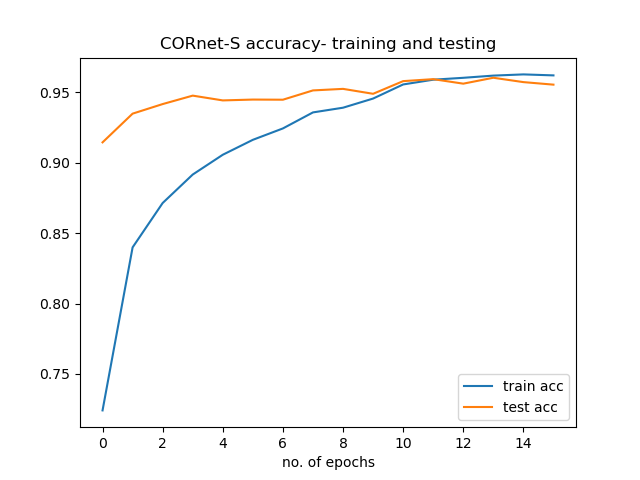 CORnet-S accuracy- training and testing
0.95
0.90
0.85
0.80
0.75
train acc
test acc
0 2 4 6 8 10 12 14
no. of epochs